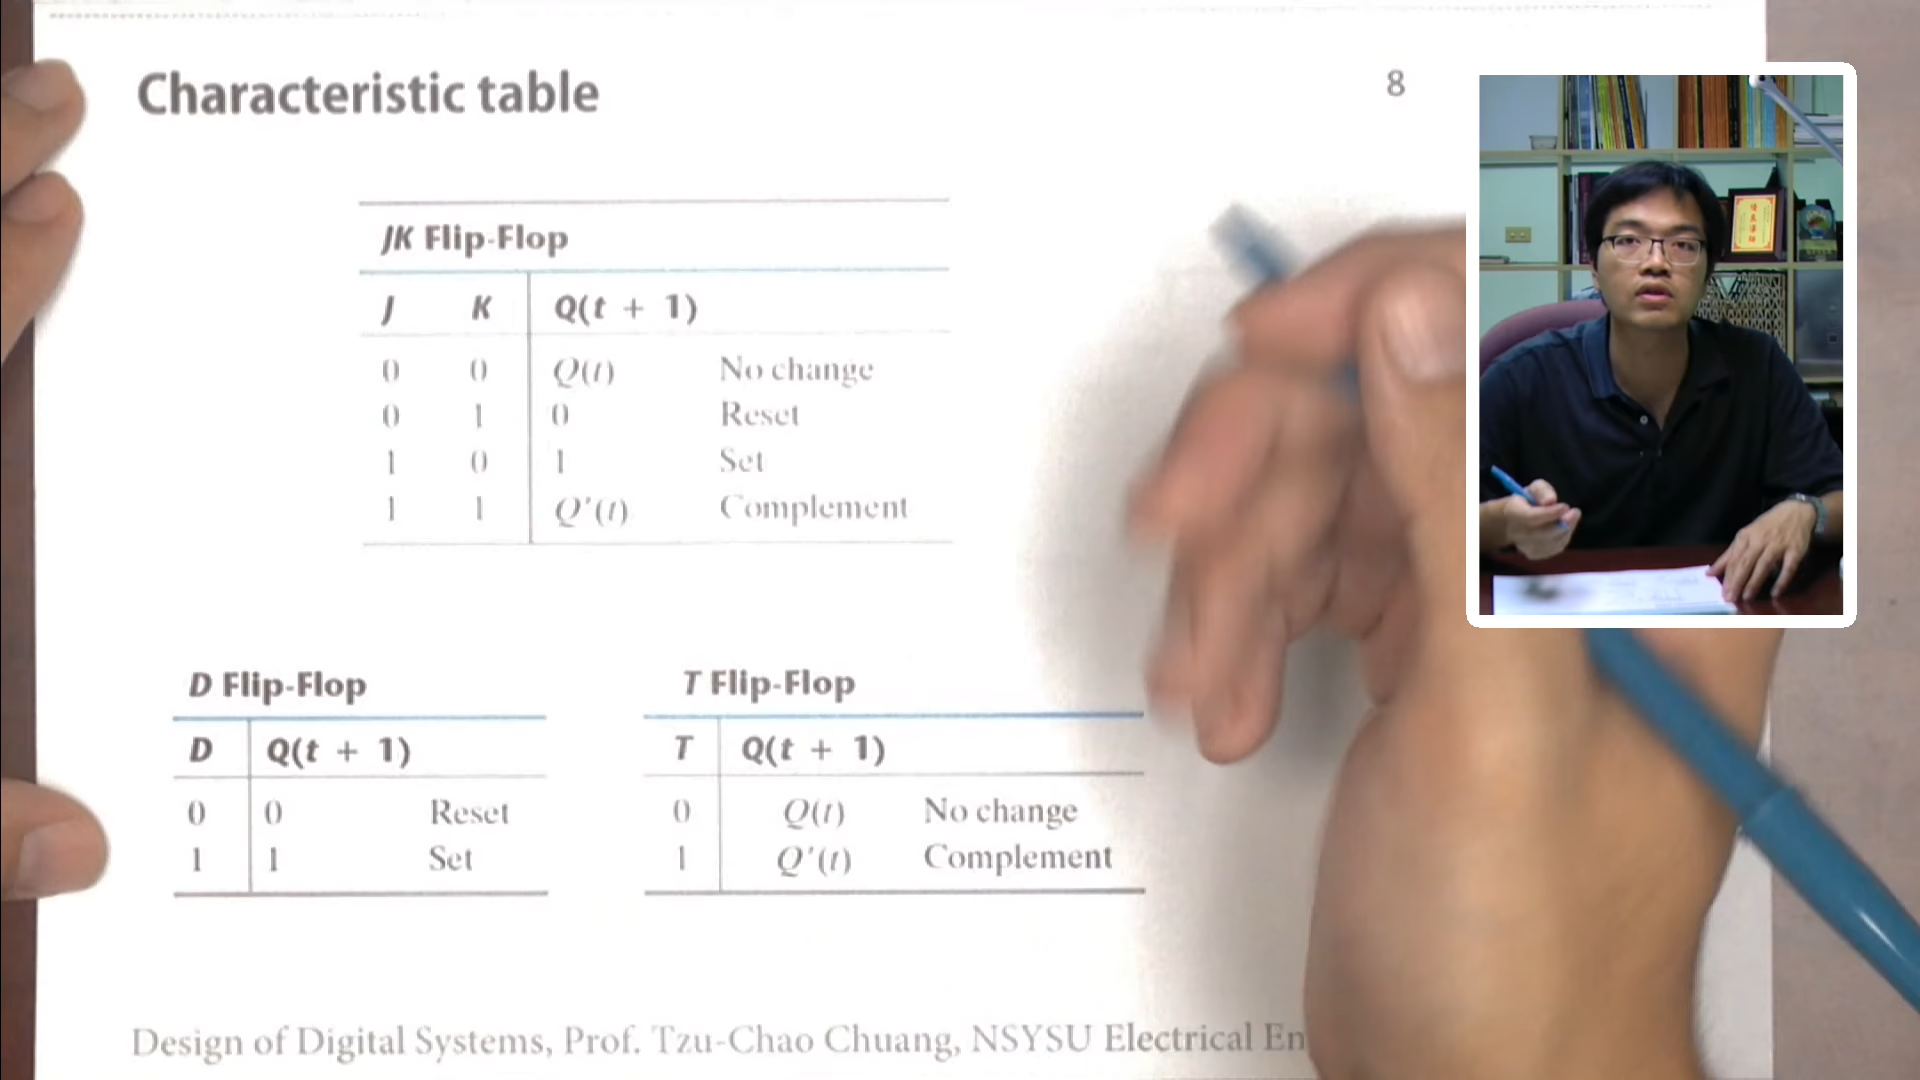 Characteristic table
8
JK Flip-Flop
J K Q(t + 1)
0 0 Q(t) No change
0 1 0 Reset
1 0 1 Set
1 1 Q'(t) Complement
D Flip-Flop
D Q(t + 1)
0 0 Reset
1 1 Set
T Flip-Flop
T Q(t + 1)
0 Q(t) No change
1 Q'(t) Complement
Design of Digital Systems, Prof. Tzu-Chao Chuang, NSYSU Electrical En